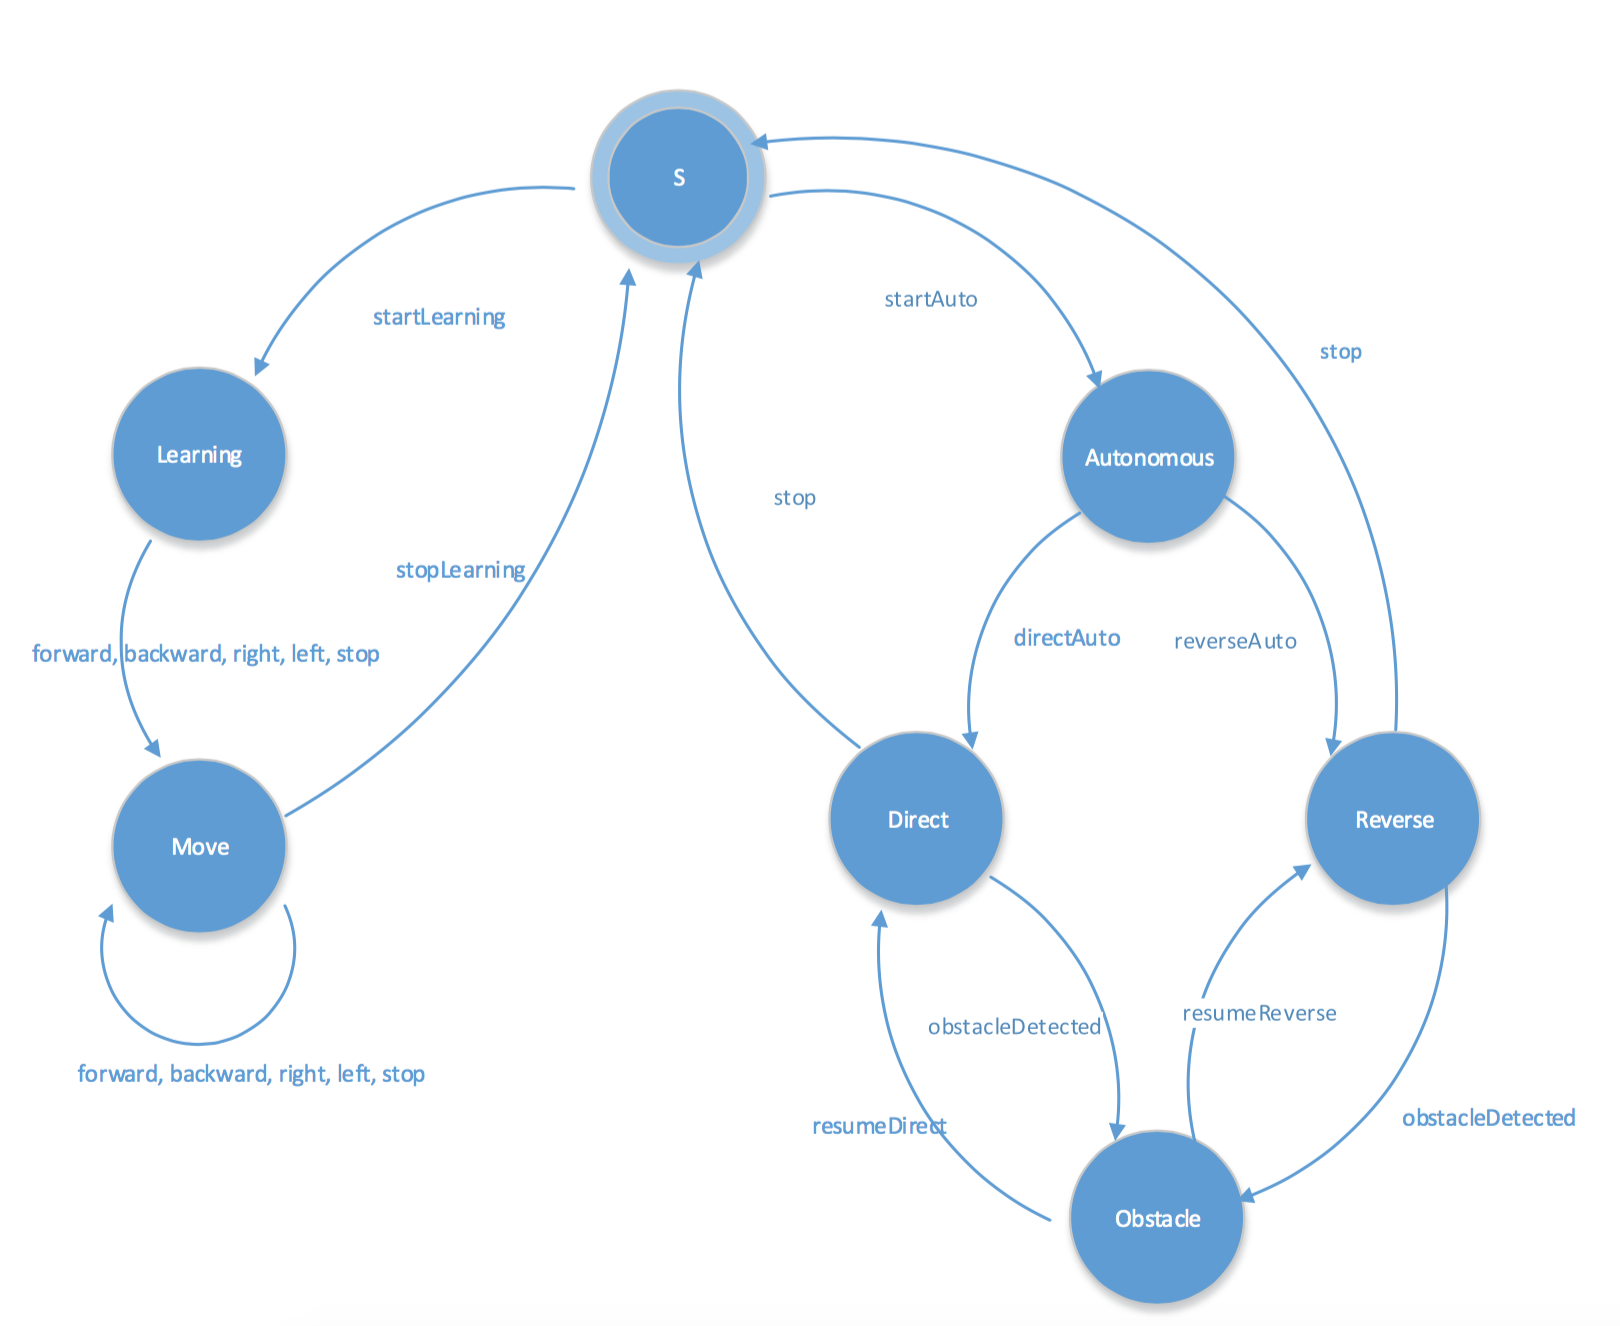 S
startLearning
startAuto
stop
Learning
Autonomous
stop
stopLearning
forward, backward, right, left, stop
directAuto
reverseAuto
Move
Direct
Reverse
forward, backward, right, left, stop
obstacleDetected
resumeReverse
resumeDirect
obstacleDetected
Obstacle